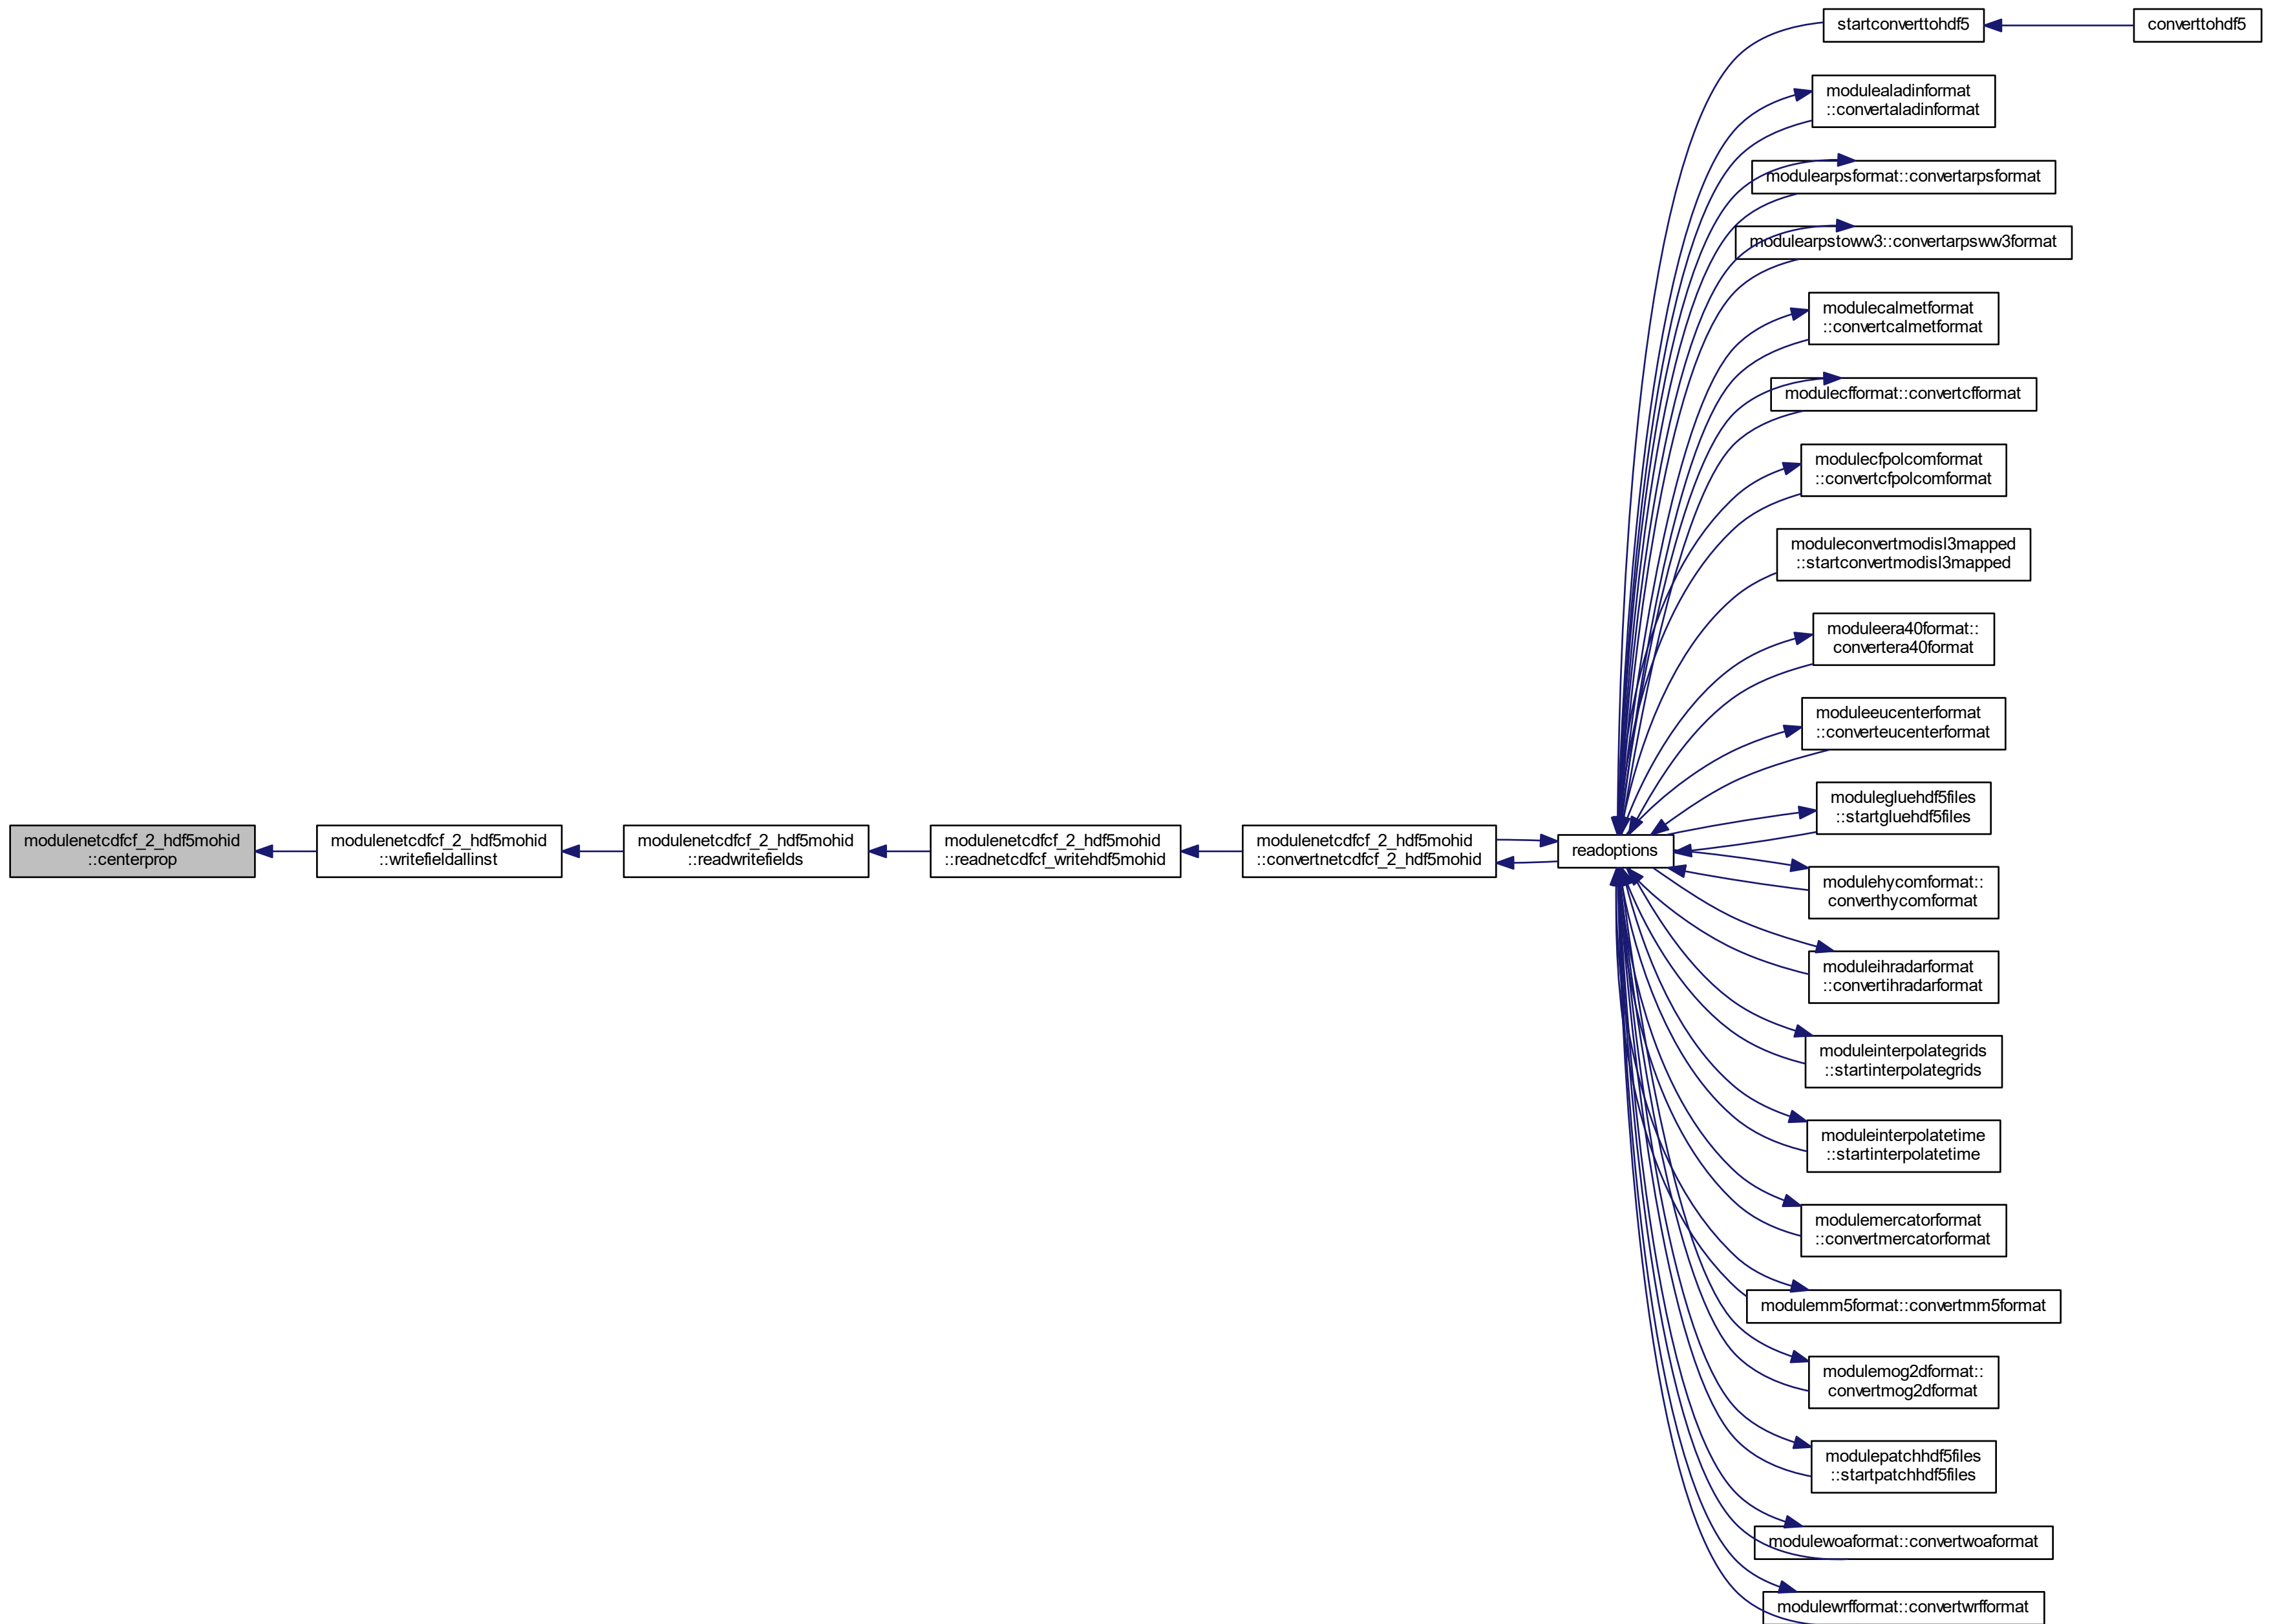 modulenetcdfcf_2_hdf5mohid
::centerprop
modulenetcdfcf_2_hdf5mohid
::writefieldallinst
modulenetcdfcf_2_hdf5mohid
::readwritefields
modulenetcdfcf_2_hdf5mohid
::readnetcdfcf_writehdf5mohid
modulenetcdfcf_2_hdf5mohid
::convertnetcdfcf_2_hdf5mohid
readoptions
startconverttohdf5
converttohdf5
modulealadinformat
::convertaladinformat
modulearpsformat::convertarpsformat
modulearpstoww3::convertarpsww3format
modulecalmetformat
::convertcalmetformat
modulecfformat::convertcfformat
modulecfpolcomformat
::convertcfpolcomformat
moduleconvertmodisl3mapped
::startconvertmodisl3mapped
moduleera40format::
convertera40format
moduleeucenterformat
::converteucenterformat
modulegluehdf5files
::startgluehdf5files
modulehycomformat::
converthycomformat
moduleihradarformat
::convertihradarformat
moduleinterpolategrids
::startinterpolategrids
moduleinterpolatetime
::startinterpolatetime
modulemercatorformat
::convertmercatorformat
modulemm5format::convertmm5format
modulemog2dformat::
convertmog2dformat
modulepatchhdf5files
::startpatchhdf5files
modulewoaformat::convertwoaformat
modulewrfformat::convertwrfformat